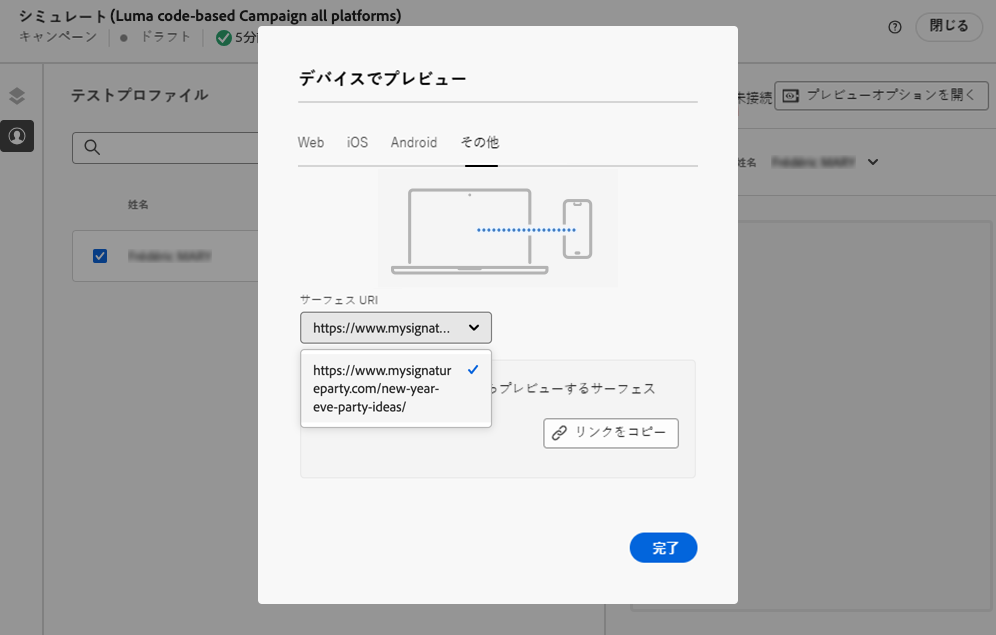 シミュレート(Luma code-based Campaign all platforms)
キャンペーン ドラフト 5分
閉じる
テストプロファイル
未接続 プレビューオプションを開く
姓名
姓名
デバイスでプレビュー
Web iOS Android その他
サーフェス URI
https://www.mysignat...
https://www.mysignatur
eparty.com/new-year-
eve-party-ideas/
らプレビューするサーフェス
リンクをコピー
完了